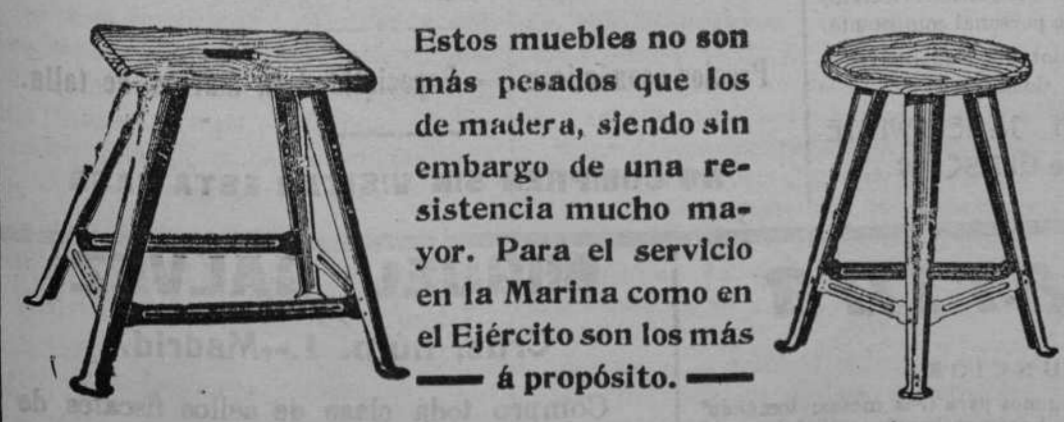 Estos muebles no son
más pesados que los
de madera, siendo sin
embargo de una re-
sistencia mucho ma-
yor. Para el servicio
en la Marina como en
el Ejército son los más
á propósito.